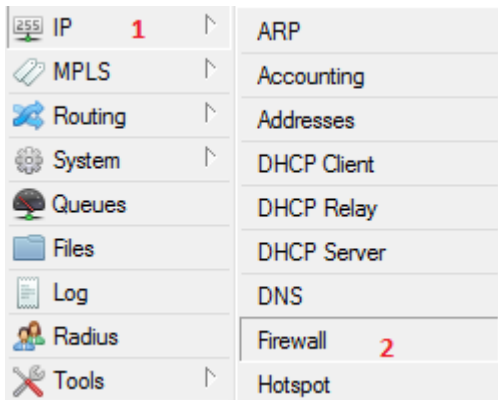 255 IP 1
MPLS
Routing
System
Queues
Files
Log
Radius
Tools
ARP
Accounting
Addresses
DHCP Client
DHCP Relay
DHCP Server
DNS
Firewall 2
Hotspot